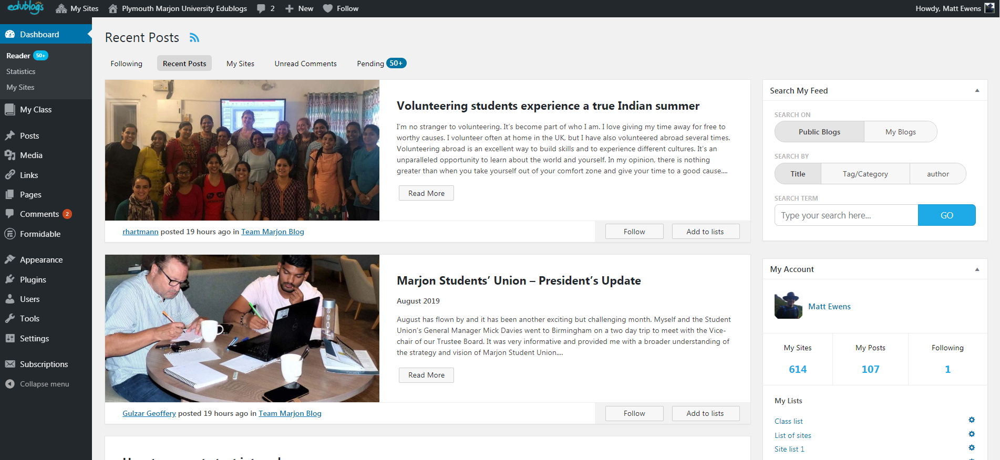 edublogs My Sites Plymouth Marjon University Edublogs 2 New Follow Howdy, Matt Ewens
Dashboard
Reader 50+
Statistics
My Sites
My Class
Posts
Media
Links
Pages
Comments 2
Formidable
Appearance
Plugins
Users
Tools
Settings
Subscriptions
Collapse menu
Recent Posts
Following Recent Posts My Sites Unread Comments Pending 50+
Volunteering students experience a true Indian summer
I'm no stranger to volunteering. It's become part of who I am. I love giving my time away for free to
worthy causes. I volunteer often at home in the UK, but I have also volunteered abroad several times.
Volunteering abroad is an excellent way to build skills and to experience different cultures. It's an
unparalleled opportunity to learn about the world and yourself. In my opinion, there is nothing
greater than when you take yourself out of your comfort zone and give your time to a good cause....
Read More
rhartmann posted 19 hours ago in Team Marjon Blog
Follow Add to lists
Marjon Students' Union – President's Update
August 2019
August has flown by and it has been another exciting but challenging month. Myself and the Student
Union's General Manager Mick Davies went to Birmingham on a two day trip to meet with the Vice-
chair of our Trustee Board. It was very informative and provided me with a broader understanding of
the strategy and vision of Marjon Student Union....
Read More
Gulzar Geoffery posted 19 hours ago in Team Marjon Blog
Follow Add to lists
Search My Feed
SEARCH ON
Public Blogs My Blogs
SEARCH BY
Title Tag/Category author
SEARCH TERM
Type your search here... GO
My Account
Matt Ewens
My Sites My Posts Following
614 107 1
My Lists
Class list
List of sites
Site list 1